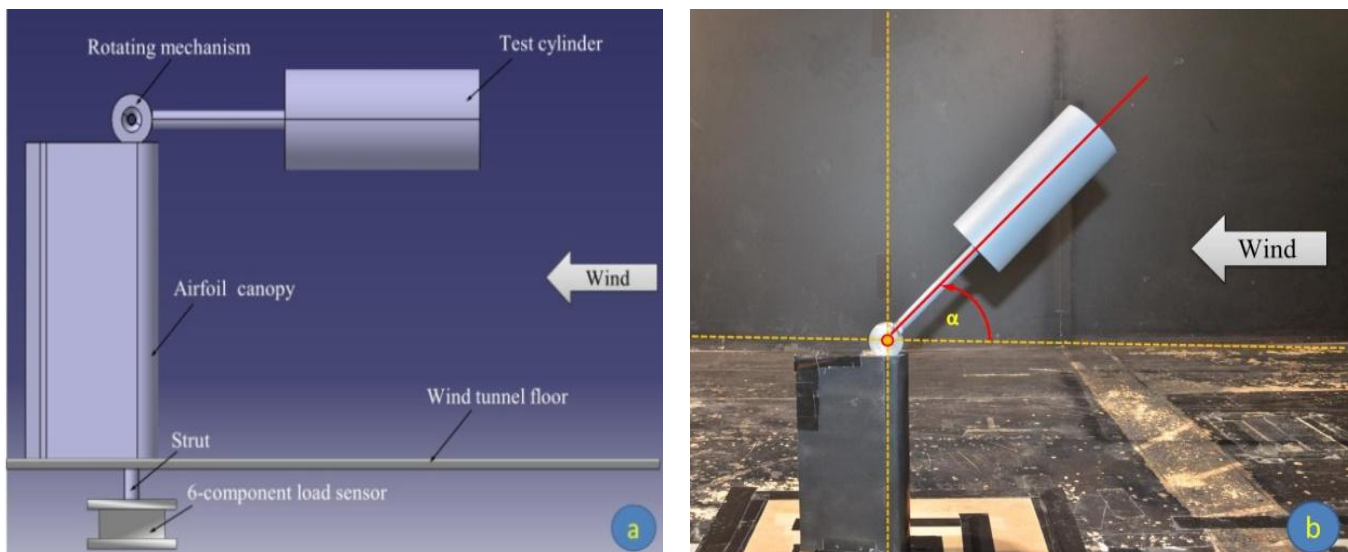 Rotating mechanism
Test cylinder
Wind
Airfoil canopy
Wind tunnel floor
Strut
6-component load sensor
a
Wind
α
b